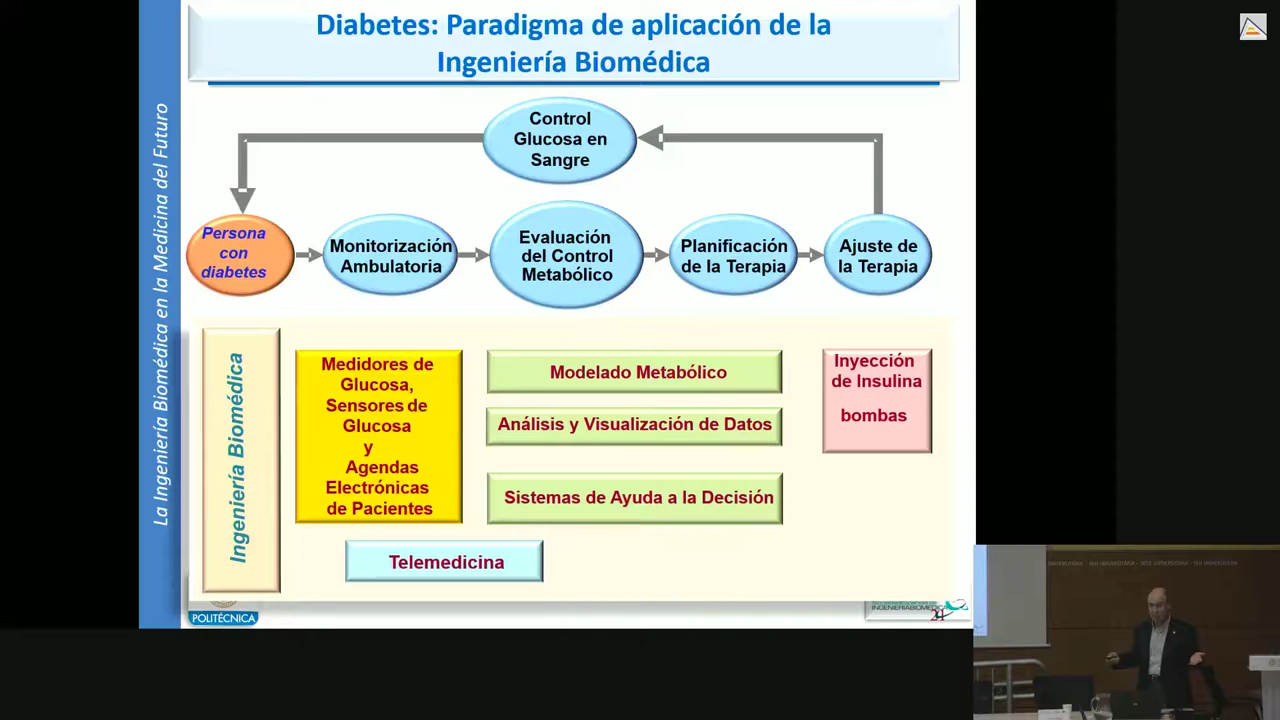 Diabetes: Paradigma de aplicación de la
Ingeniería Biomédica
La Ingeniería Biomédica en la Medicina del Futuro
Control
Glucosa en
Sangre
Persona
con
diabetes
Monitorización
Ambulatoria
Evaluación
del Control
Metabólico
Planificación
de la Terapia
Ajuste de
la Terapia
Ingeniería Biomédica
Medidores de
Glucosa,
Sensores de
Glucosa
y
Agendas
Electrónicas
de Pacientes
Modelado Metabólico
Análisis y Visualización de Datos
Sistemas de Ayuda a la Decisión
Inyección
de Insulina
bombas
Telemedicina
POLITÉCNICA
INGENIERIABIOMEDICA